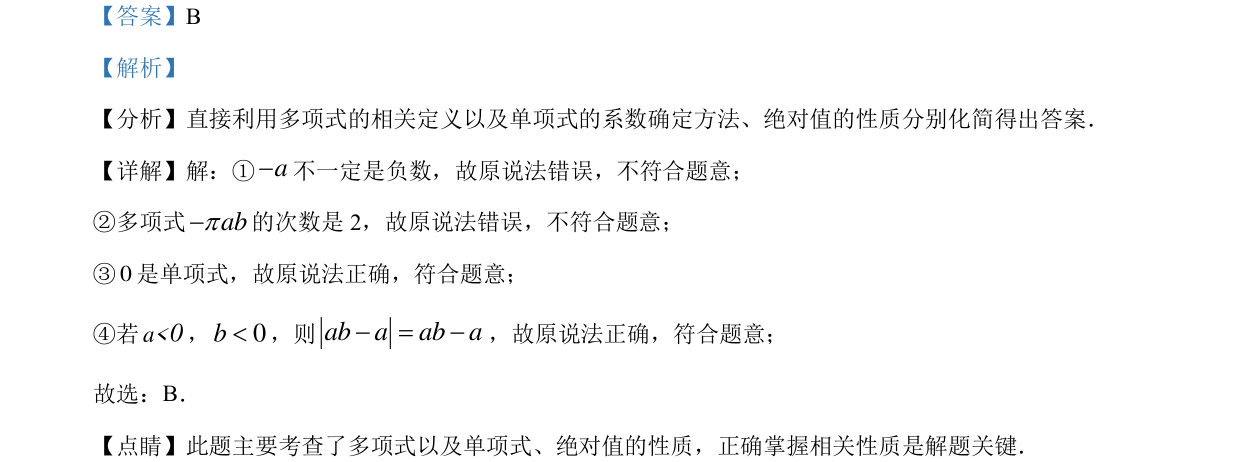 【答案】B
【解析】
【分析】直接利用多项式的相关定义以及单项式的系数确定方法、绝对值的性质分别化简得出答案.
【详解】解：①−a 不一定是负数，故原说法错误，不符合题意；
②多项式−πab 的次数是 2，故原说法错误，不符合题意；
③0 是单项式，故原说法正确，符合题意；
④若 a<0，b < 0，则|ab − a| = ab − a，故原说法正确，符合题意；
故选：B.
【点睛】此题主要考查了多项式以及单项式、绝对值的性质，正确掌握相关性质是解题关键.